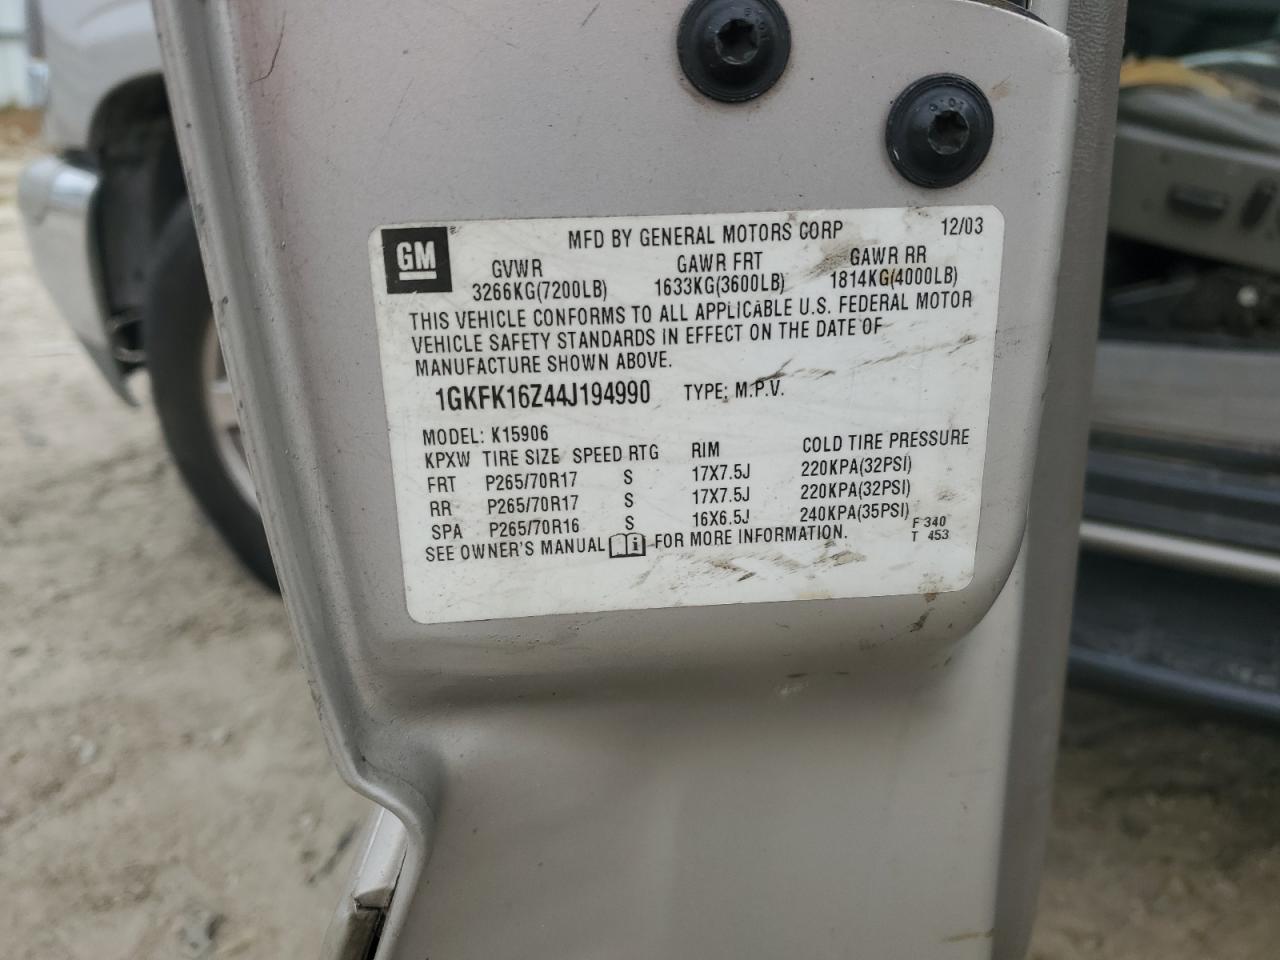 GM
MFD BY GENERAL MOTORS CORP 12/03
GVWR GAWR FRT GAWR RR
3266KG(7200LB) 1633KG(3600LB) 1814KG(4000LB)
THIS VEHICLE CONFORMS TO ALL APPLICABLE U.S. FEDERAL MOTOR
VEHICLE SAFETY STANDARDS IN EFFECT ON THE DATE OF
MANUFACTURE SHOWN ABOVE.
1GKFK16Z44J194990 TYPE: M.P.V.
MODEL: K15906
KPXW TIRE SIZE SPEED RTG RIM COLD TIRE PRESSURE
FRT P265/70R17 S 17X7.5J 220KPA(32PSI)
RR P265/70R17 S 17X7.5J 220KPA(32PSI)
SPA P265/70R16 S 16X6.5J 240KPA(35PSI)
SEE OWNER'S MANUAL FOR MORE INFORMATION.
F 340
T 453